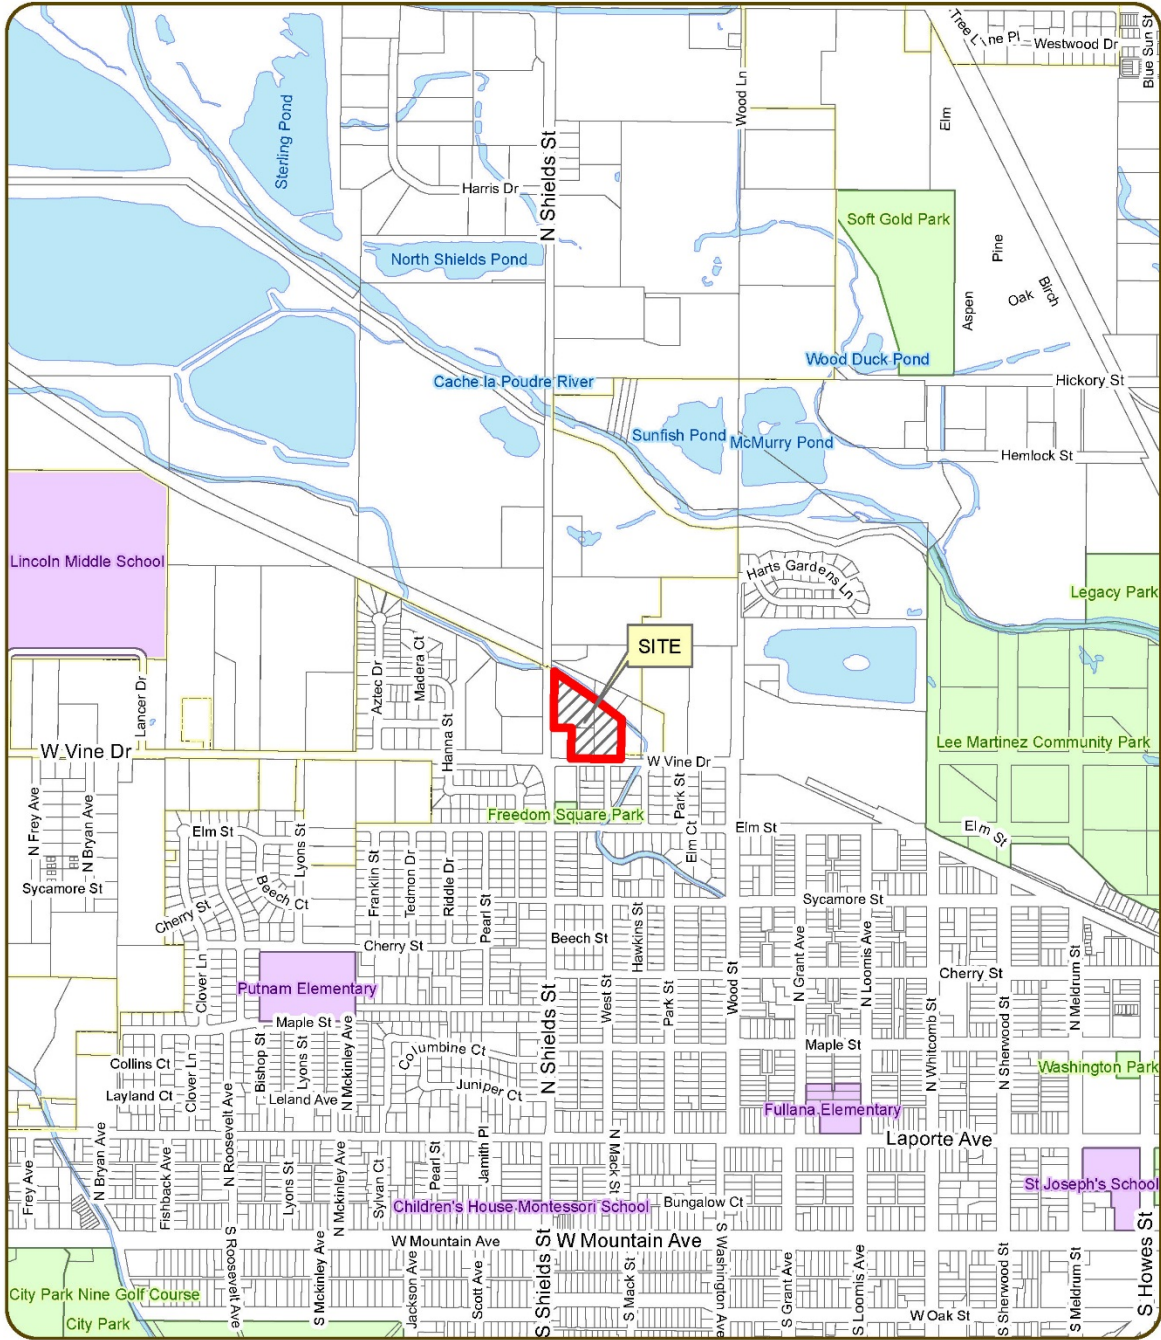 Tree Line Pl
Westwood Dr
Blue Sun St
Sterling Pond
Wood Ln
Elm
N Shields St
Harris Dr
Soft Gold Park
North Shields Pond
Pine
Aspen
Oak
Birch
Wood Duck Pond
Cache la Poudre River
Hickory St
Sunfish Pond
McMurry Pond
Hemlock St
Lincoln Middle School
Harts Gardens Ln
Legacy Park
SITE
Aztec Dr
Madera Ct
Lancer Dr
Hanna St
W Vine Dr
W Vine Dr
Lee Martinez Community Park
N Frey Ave
N Bryan Ave
Park St
Freedom Square Park
Elm St
Lyons St
Elm Ct
Elm St
Elm St
Sycamore St
Beech Ct
Franklin St
Tedmon Dr
Riddle Dr
Pearl St
Sycamore St
Cherry St
Cherry St
Beech St
Hawkins St
N Grant Ave
N Loomis Ave
N Meldrum St
Clover Ln
Putnam Elementary
Wood St
Cherry St
Maple St
N Shields St
West St
Park St
Maple St
N Whitcomb St
N Sherwood St
Collins Ct
Bishop St
Lyons St
N Mckinley Ave
Columbine Ct
Washington Park
Layland Ct
Clover Ln
N Roosevelt Ave
Leland Ave
Juniper Ct
Fullana Elementary
Laporte Ave
Frey Ave
N Bryan Ave
Fishback Ave
Lyons St
N Mckinley Ave
Sylvan Ct
Pearl St
Jamith Pl
N Mack St
St Joseph's School
Children's House Montessori School
Bungalow Ct
W Mountain Ave
W Mountain Ave
S Roosevelt Ave
S Mckinley Ave
Jackson Ave
Scott Ave
S Shields St
S Mack St
S Washington Ave
S Grant Ave
S Loomis Ave
S Sherwood St
S Meldrum St
S Howes St
City Park Nine Golf Course
City Park
W Oak St